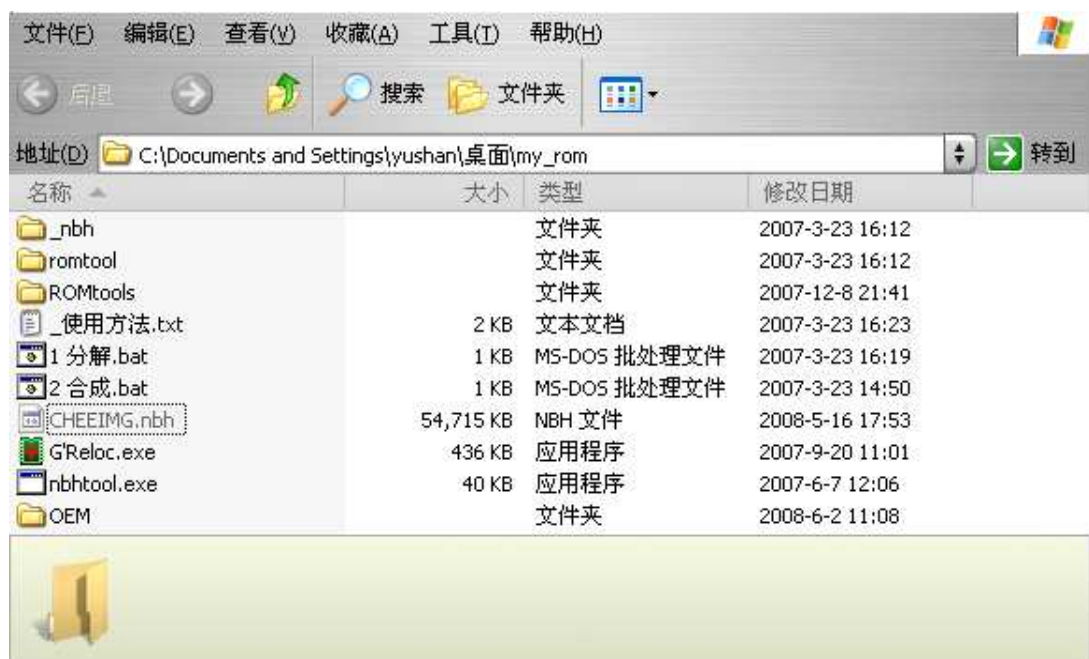 文件(F) 编辑(E) 查看(V) 收藏(A) 工具(T) 帮助(H)
后退 搜索 文件夹
地址(D) C:\Documents and Settings\yushan\桌面\my_rom 转到
名称 大小 类型 修改日期
_nbh 文件夹 2007-3-23 16:12
romtool 文件夹 2007-3-23 16:12
ROMtools 文件夹 2007-12-8 21:41
_使用方法.txt 2 KB 文本文档 2007-3-23 16:23
1 分解.bat 1 KB MS-DOS 批处理文件 2007-3-23 16:19
2 合成.bat 1 KB MS-DOS 批处理文件 2007-3-23 14:50
CHEEIMG.nbh 54,715 KB NBH 文件 2008-5-16 17:53
G'Reloc.exe 436 KB 应用程序 2007-9-20 11:01
nbhtool.exe 40 KB 应用程序 2007-6-7 12:06
OEM 文件夹 2008-6-2 11:08